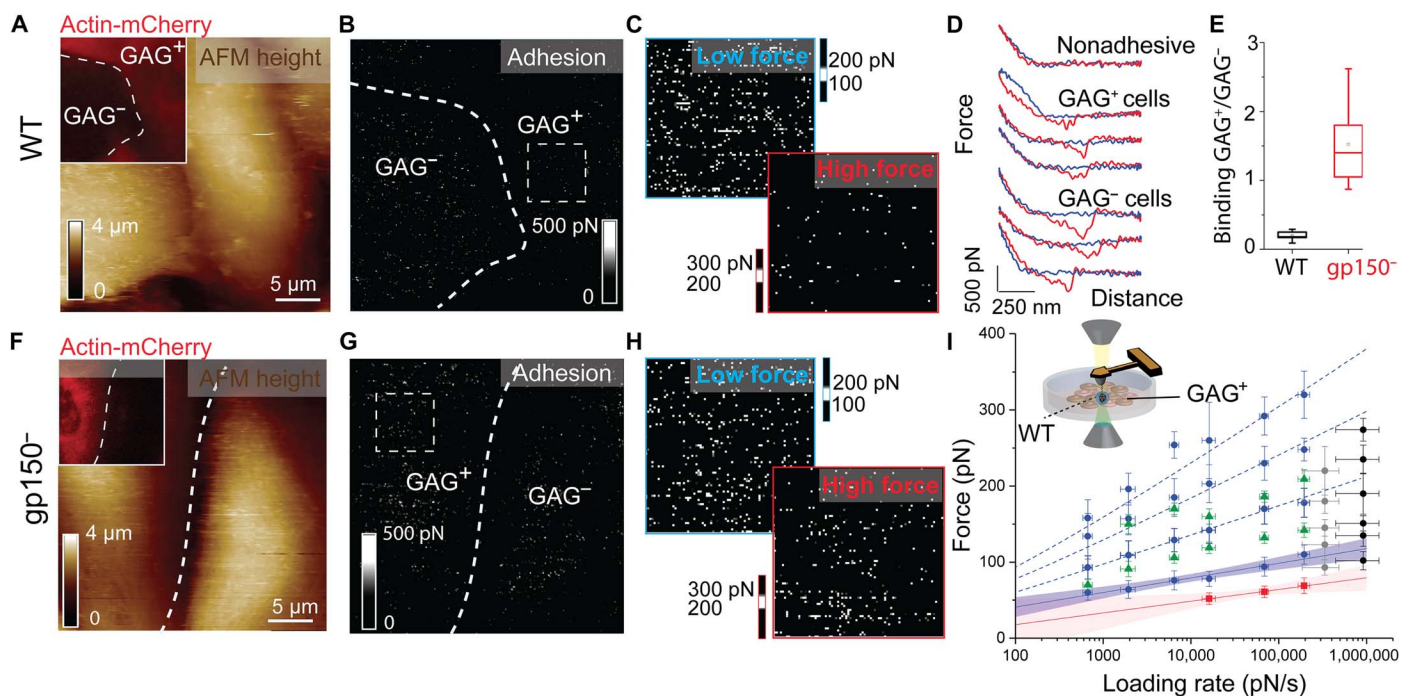 A
Actin-mCherry
GAG⁺
GAG⁻
AFM height
WT
4 µm
0
5 µm
B
Adhesion
GAG⁺
GAG⁻
500 pN
0
C
Low force
200 pN
100
High force
300 pN
200
D
Nonadhesive
GAG⁺ cells
GAG⁻ cells
Force
500 pN
250 nm
Distance
E
Binding GAG⁺/GAG⁻
3
2
1
0
WT
gp150⁻
F
Actin-mCherry
AFM height
gp150⁻
4 µm
0
5 µm
G
Adhesion
GAG⁺
GAG⁻
500 pN
0
H
Low force
200 pN
100
High force
300 pN
200
I
GAG⁺
WT
Force (pN)
400
300
200
100
0
100
1000
10,000
100,000
1,000,000
Loading rate (pN/s)